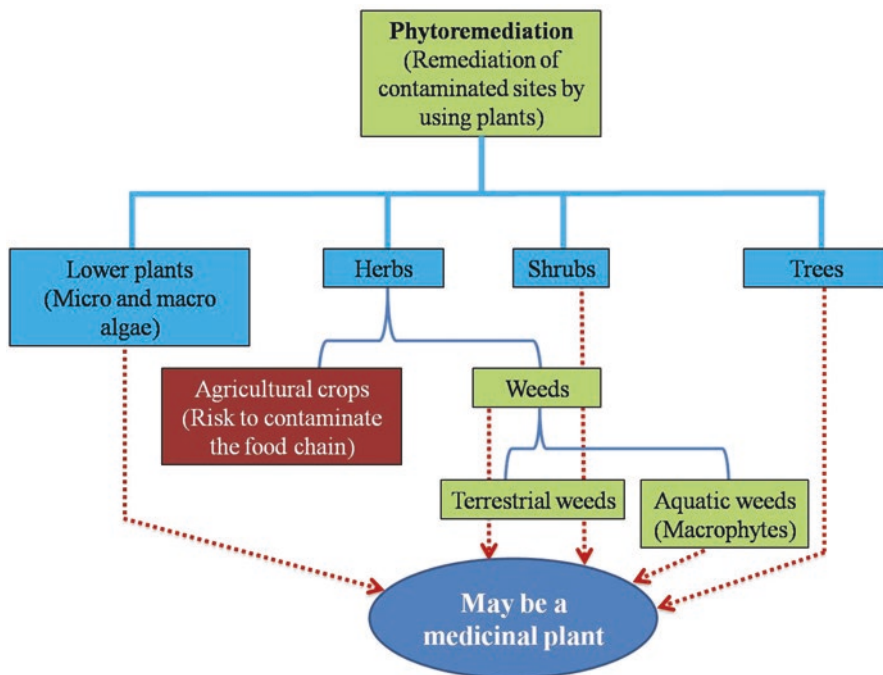 Phytoremediation
(Remediation of
contaminated sites by
using plants)
Lower plants
(Micro and macro
algae)
Herbs
Shrubs
Trees
Agricultural crops
(Risk to contaminate
the food chain)
Weeds
Terrestrial weeds
Aquatic weeds
(Macrophytes)
May be a
medicinal plant